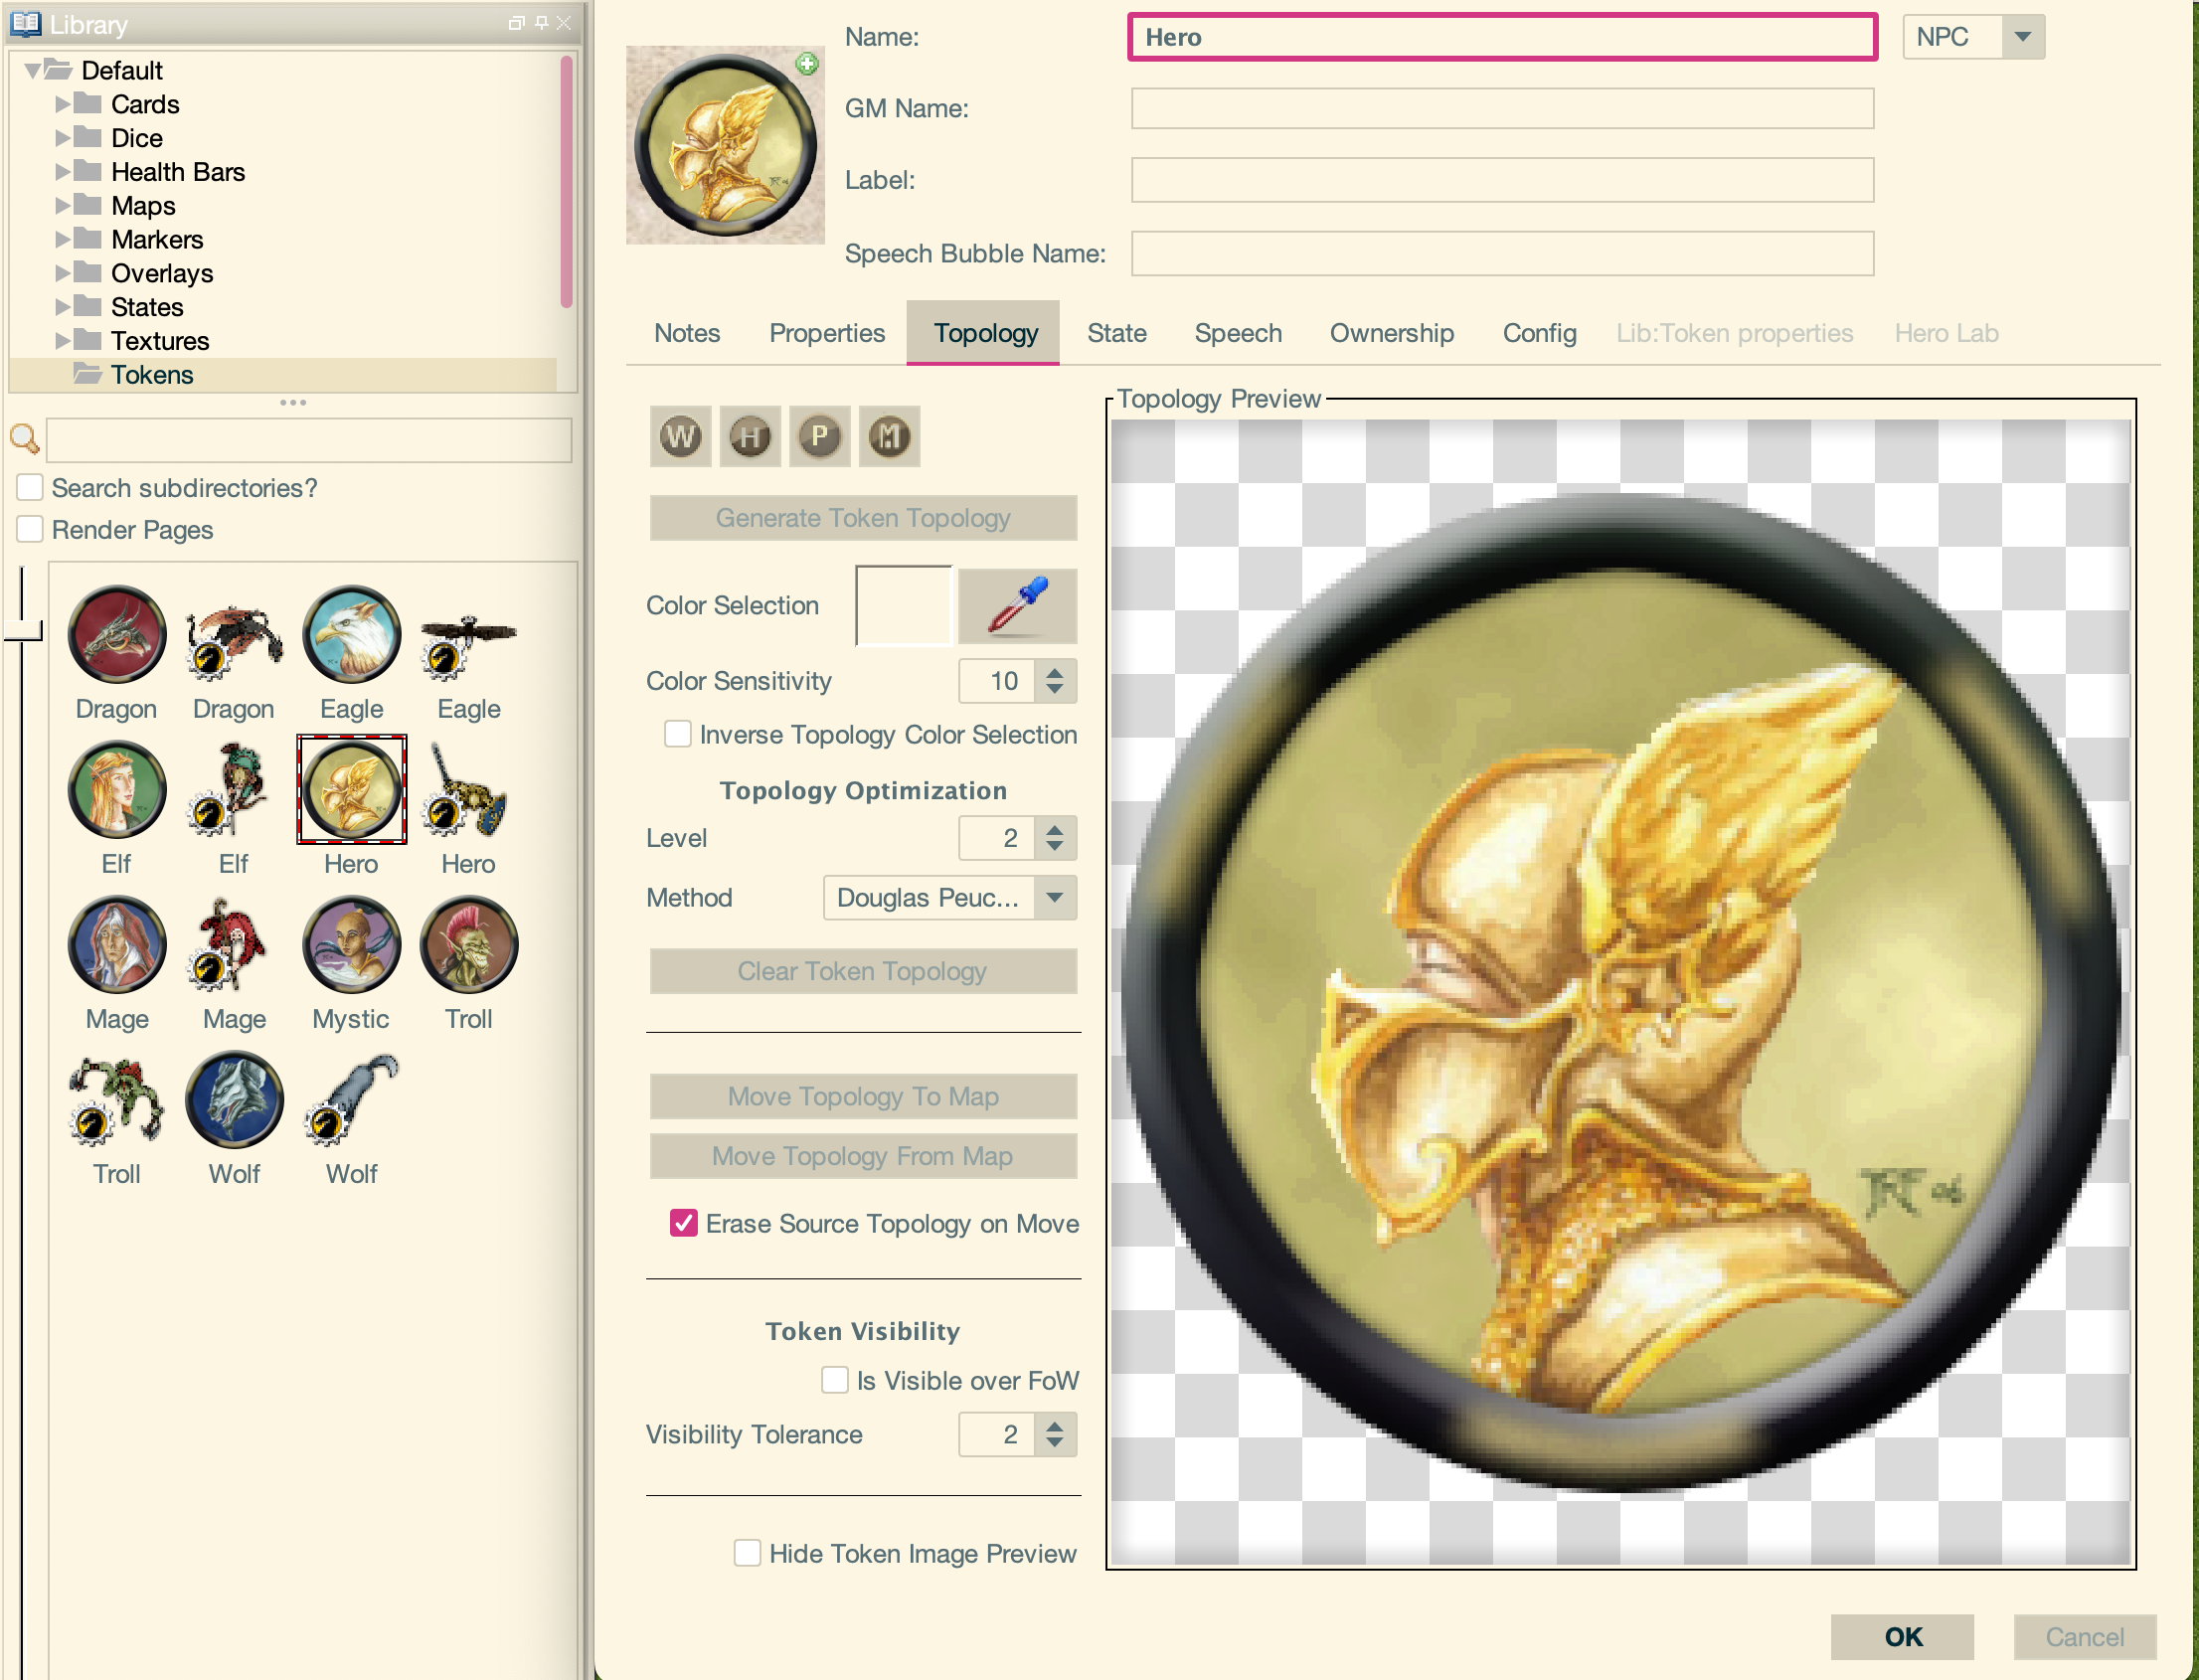 Library
Default
Cards
Dice
Health Bars
Maps
Markers
Overlays
States
Textures
Tokens
Search subdirectories?
Render Pages
Dragon Dragon Eagle Eagle
Elf Elf Hero Hero
Mage Mage Mystic Troll
Troll Wolf Wolf
Name: Hero NPC
GM Name:
Label:
Speech Bubble Name:
Notes Properties Topology State Speech Ownership Config Lib:Token properties Hero Lab
W H P M
Generate Token Topology
Color Selection
Color Sensitivity 10
Inverse Topology Color Selection
Topology Optimization
Level 2
Method Douglas Peuc...
Clear Token Topology
Move Topology To Map
Move Topology From Map
Erase Source Topology on Move
Token Visibility
Is Visible over FoW
Visibility Tolerance 2
Hide Token Image Preview
Topology Preview
OK Cancel